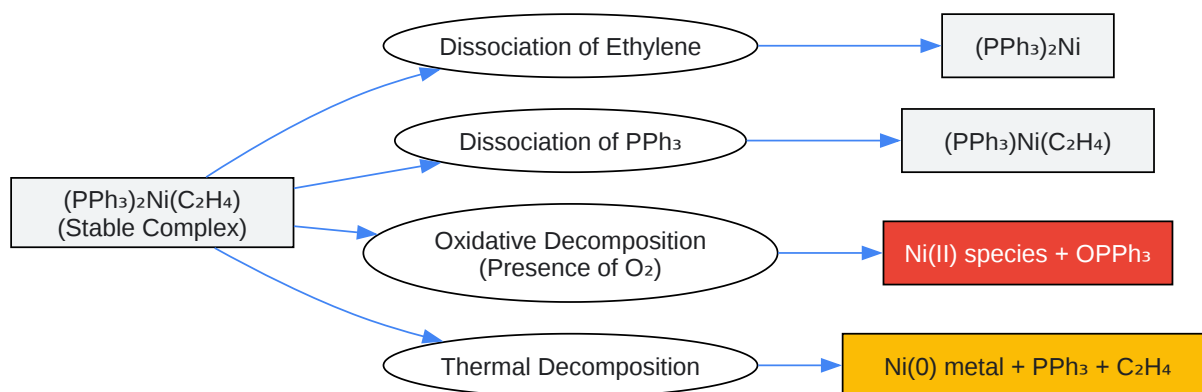 Dissociation of Ethylene
(PPh₃)₂Ni
Dissociation of PPh₃
(PPh₃)Ni(C₂H₄)
(PPh₃)₂Ni(C₂H₄)
(Stable Complex)
Oxidative Decomposition
(Presence of O₂)
Ni(II) species + OPPh₃
Thermal Decomposition
Ni(0) metal + PPh₃ + C₂H₄